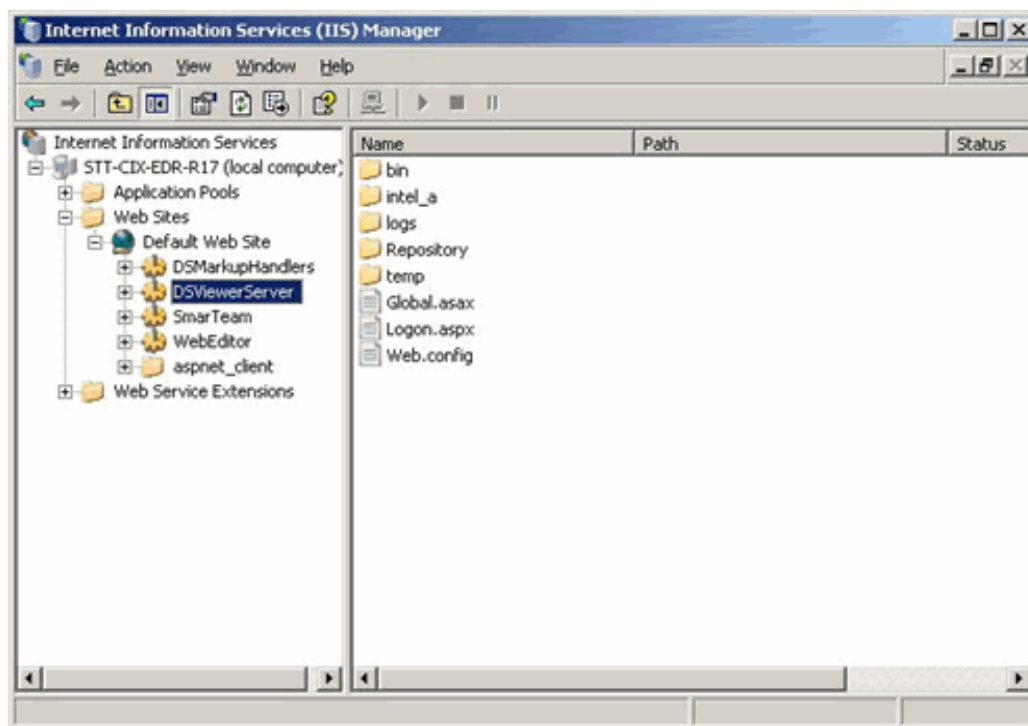 Internet Information Services (IIS) Manager
File Action View Window Help
Internet Information Services
STT-CIX-EDR-R17 (local computer)
Application Pools
Web Sites
Default Web Site
DSMarkupHandlers
DSViewerServer
SmarTeam
WebEditor
aspnet_client
Web Service Extensions
Name Path Status
bin
intel_a
logs
Repository
temp
Global.asax
Logon.aspx
Web.config